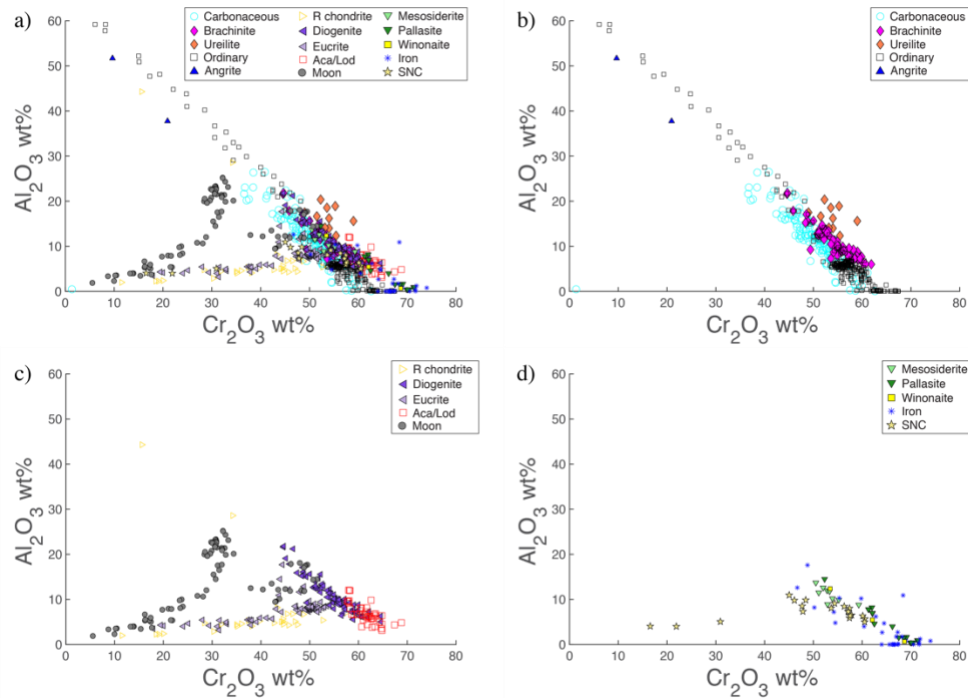 a)
Carbonaceous
Brachinite
Ureilite
Ordinary
Angrite
R chondrite
Diogenite
Eucrite
Aca/Lod
Moon
Mesosiderite
Pallasite
Winonaite
Iron
SNC
60
50
40
30
20
10
0
Al₂O₃ wt%
0 10 20 30 40 50 60 70 80
Cr₂O₃ wt%
b)
Carbonaceous
Brachinite
Ureilite
Ordinary
Angrite
60
50
40
30
20
10
0
Al₂O₃ wt%
0 10 20 30 40 50 60 70 80
Cr₂O₃ wt%
c)
R chondrite
Diogenite
Eucrite
Aca/Lod
Moon
60
50
40
30
20
10
0
Al₂O₃ wt%
0 10 20 30 40 50 60 70 80
Cr₂O₃ wt%
d)
Mesosiderite
Pallasite
Winonaite
Iron
SNC
60
50
40
30
20
10
0
Al₂O₃ wt%
0 10 20 30 40 50 60 70 80
Cr₂O₃ wt%